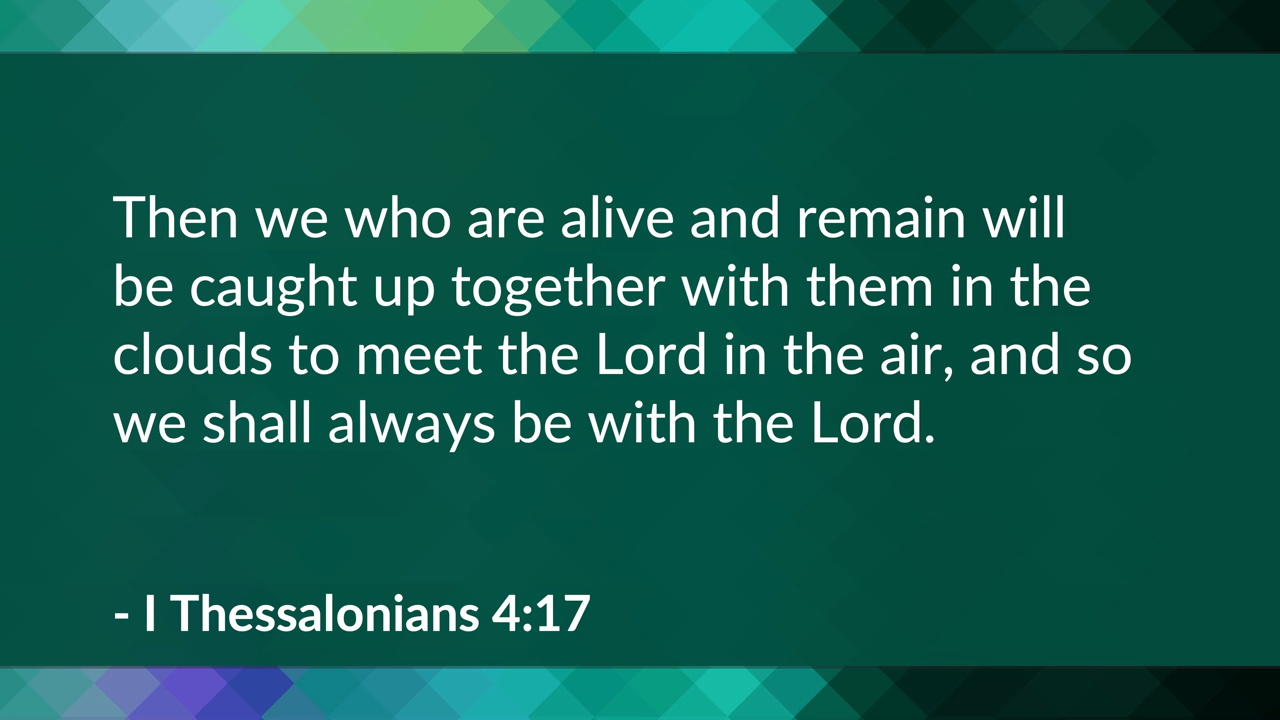 Then we who are alive and remain will
be caught up together with them in the
clouds to meet the Lord in the air, and so
we shall always be with the Lord.
- I Thessalonians 4:17